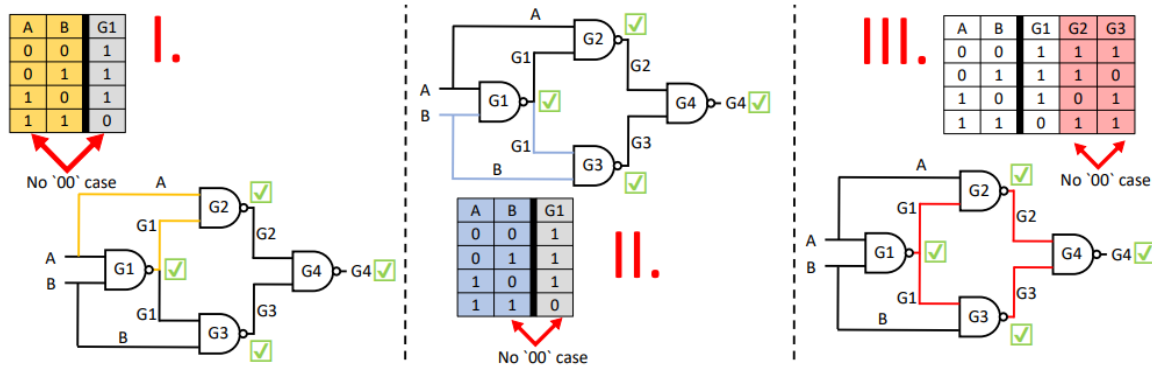 A B G1
0 0 1
0 1 1
1 0 1
1 1 0
I.
No `00` case
A
G2
G1
G2
A
G1
G4
G4
B
G1
G3
G3
B
A
G2
G1
G2
A
G1
G4
G4
B
G1
G3
G3
B
A B G1
0 0 1
0 1 1
1 0 1
1 1 0
II.
No `00` case
III.
A B G1 G2 G3
0 0 1 1 1
0 1 1 1 0
1 0 1 0 1
1 1 0 1 1
No `00` case
A
G2
G1
G2
A
G1
G4
G4
B
G1
G3
G3
B